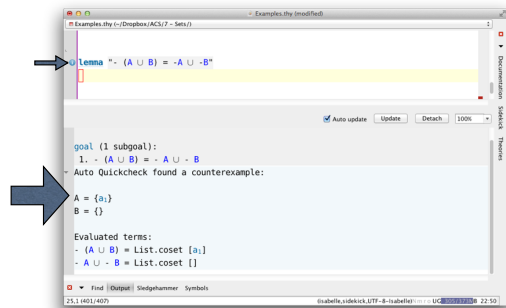 Examples.thy (modified)
Examples.thy (~/Dropbox/ACS/7 – Sets/)
lemma "- (A ∪ B) = -A ∪ -B"
Documentation
Sidekick
Theories
Auto update Update Detach 100%
goal (1 subgoal):
1. - (A ∪ B) = - A ∪ - B
Auto Quickcheck found a counterexample:
A = {a₁}
B = {}
Evaluated terms:
- (A ∪ B) = List.coset [a₁]
- A ∪ - B = List.coset []
Find Output Sledgehammer Symbols
25,1 (401/407)
(isabelle,sidekick,UTF-8-Isabelle) 22:50